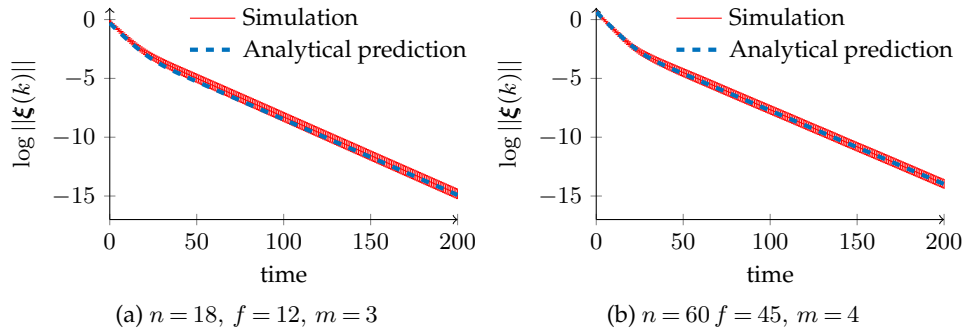 0
−5
−10
−15
log ||ξ(k)||
Simulation
Analytical prediction
0 50 100 150 200
time
(a) n = 18, f = 12, m = 3
0
−5
−10
−15
log ||ξ(k)||
Simulation
Analytical prediction
0 50 100 150 200
time
(b) n = 60 f = 45, m = 4